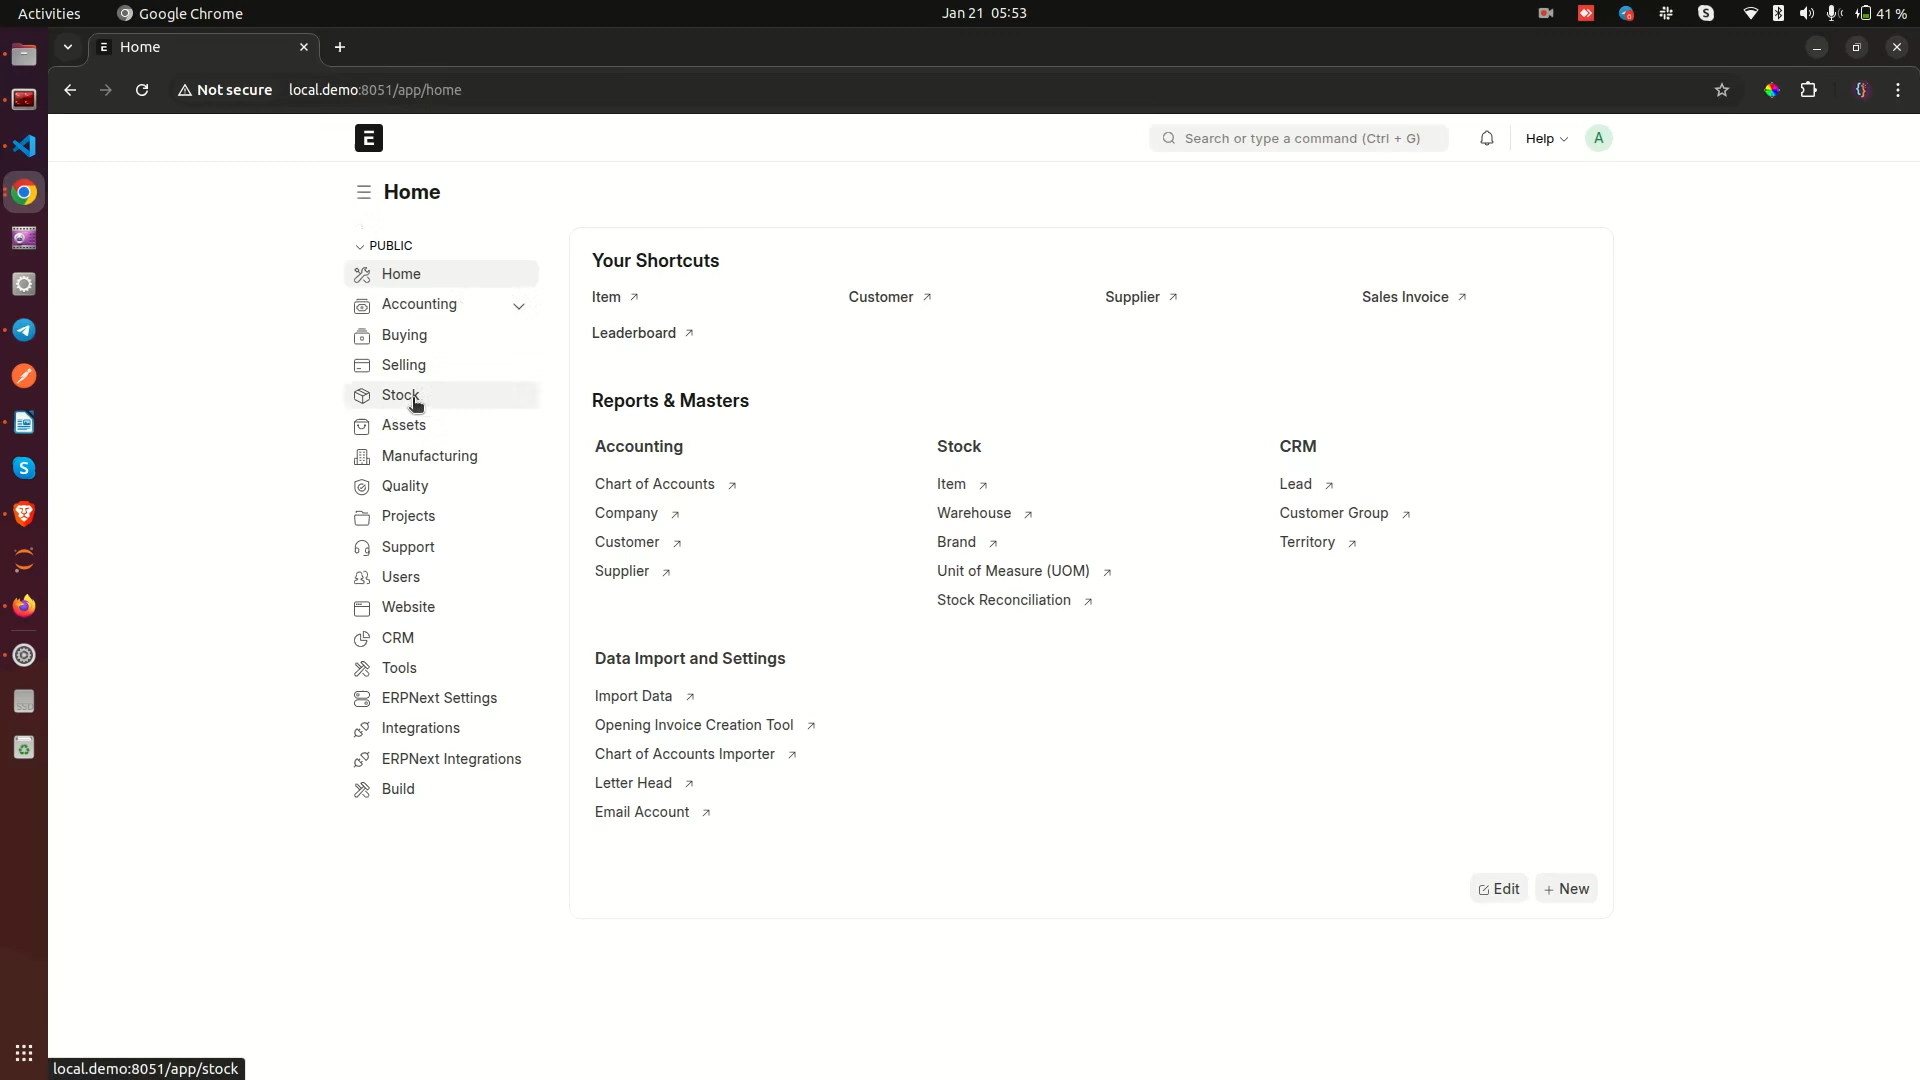 Activities
Google Chrome
Jan 21 05:53
41 %
E Home
Not secure local.demo:8051/app/home
E
Search or type a command (Ctrl + G)
Help
A
Home
PUBLIC
Home
Accounting
Buying
Selling
Stock
Assets
Manufacturing
Quality
Projects
Support
Users
Website
CRM
Tools
ERPNext Settings
Integrations
ERPNext Integrations
Build
Your Shortcuts
Item
Customer
Supplier
Sales Invoice
Leaderboard
Reports & Masters
Accounting
Chart of Accounts
Company
Customer
Supplier
Stock
Item
Warehouse
Brand
Unit of Measure (UOM)
Stock Reconciliation
CRM
Lead
Customer Group
Territory
Data Import and Settings
Import Data
Opening Invoice Creation Tool
Chart of Accounts Importer
Letter Head
Email Account
Edit
+ New
local.demo:8051/app/stock